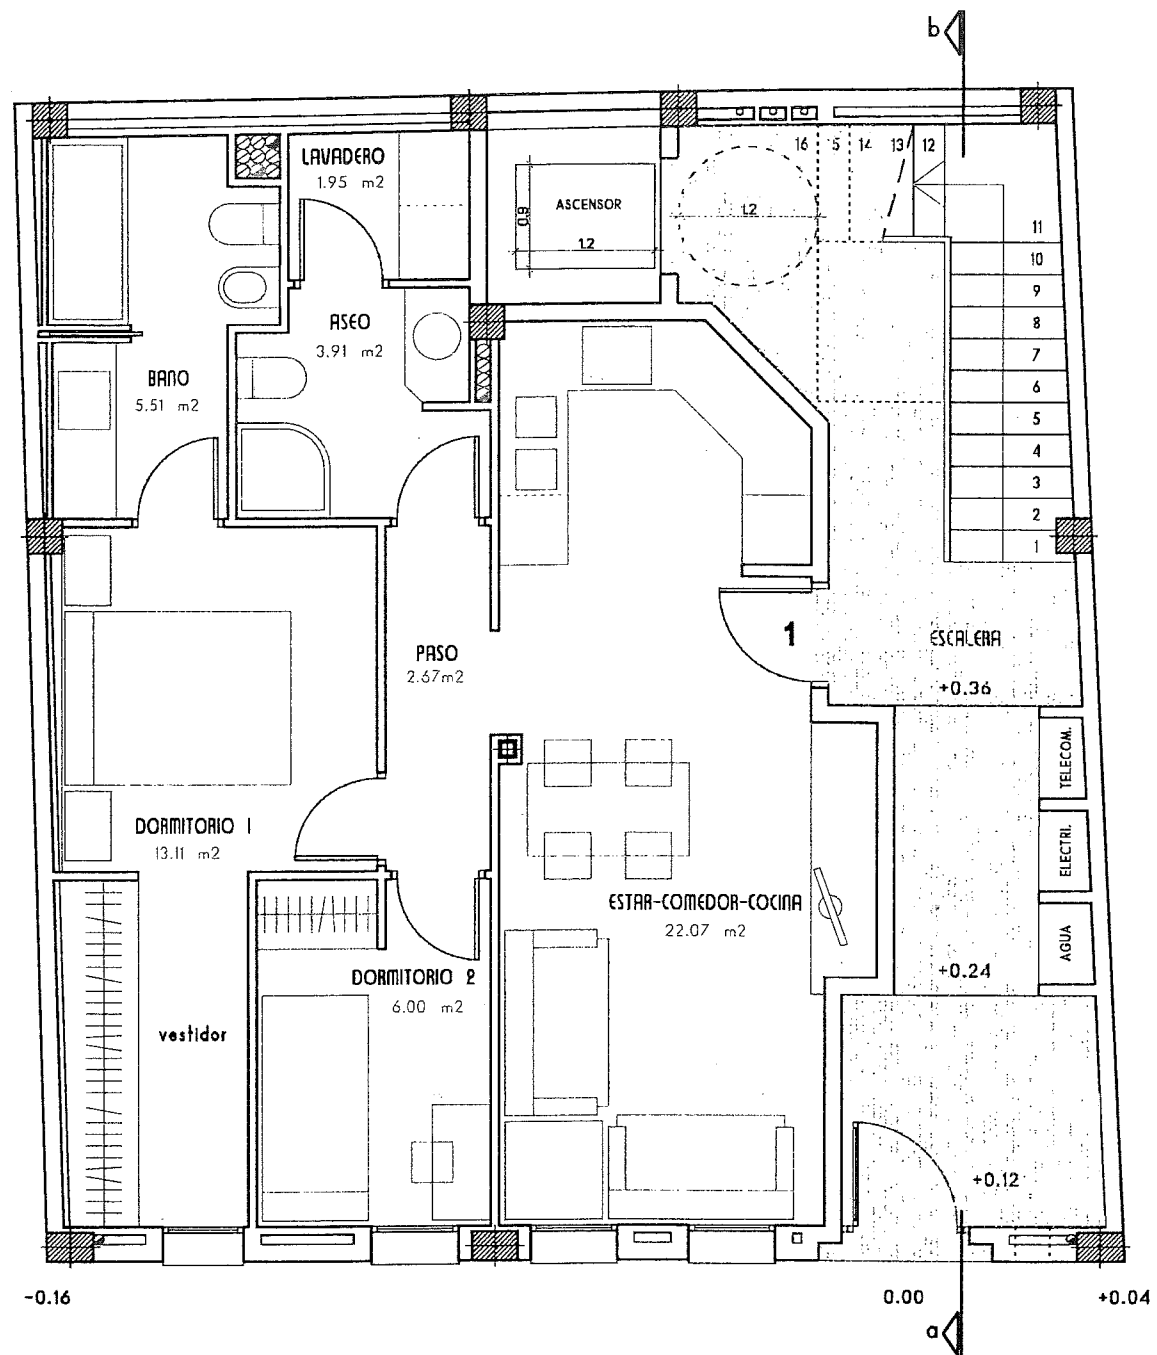 b
LAVADERO
1.95 m2
ASCENSOR
0.9
1.2
1.2
16
5
14
13
12
11
10
9
8
7
6
5
4
3
2
1
ASEO
3.91 m2
BANO
5.51 m2
PASO
2.67m2
1
ESCALERA
+0.36
TELECOM.
ELECTRI.
AGUA
DORMITORIO 1
13.11 m2
ESTAR-COMEDOR-COCINA
22.07 m2
+0.24
DORMITORIO 2
6.00 m2
vestidor
+0.12
-0.16
0.00
+0.04
a